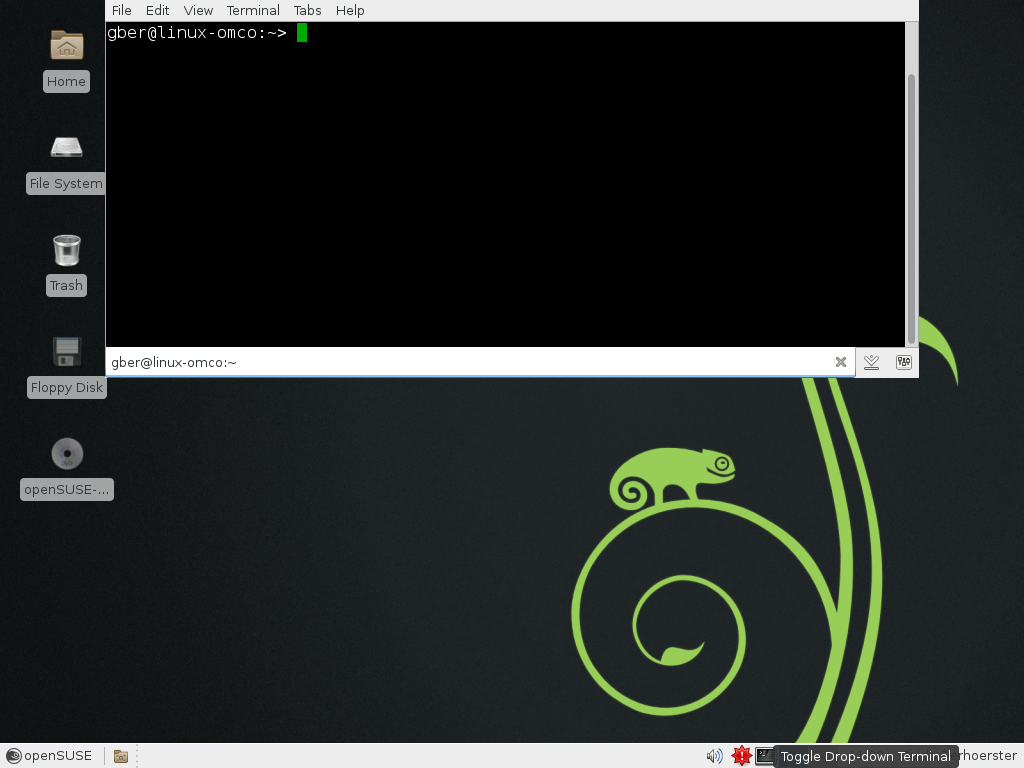 File Edit View Terminal Tabs Help
gber@linux-omco:~>
Home
File System
Trash
Floppy Disk
openSUSE-...
gber@linux-omco:~
openSUSE
Toggle Drop-down Terminal